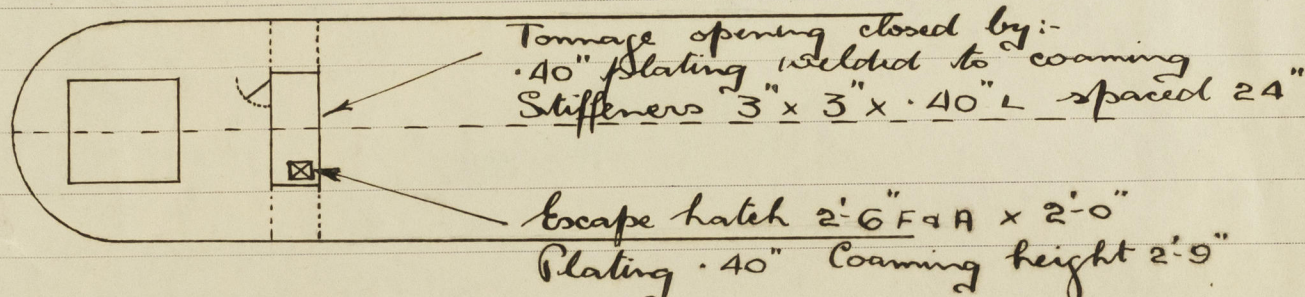 Tonnage opening closed by:-
.40" plating welded to coaming
Stiffeners 3" x 3" x .40" L spaced 24"
Escape hatch 2'-6" F & A x 2'-0"
Plating .40" Coaming height 2'-9"